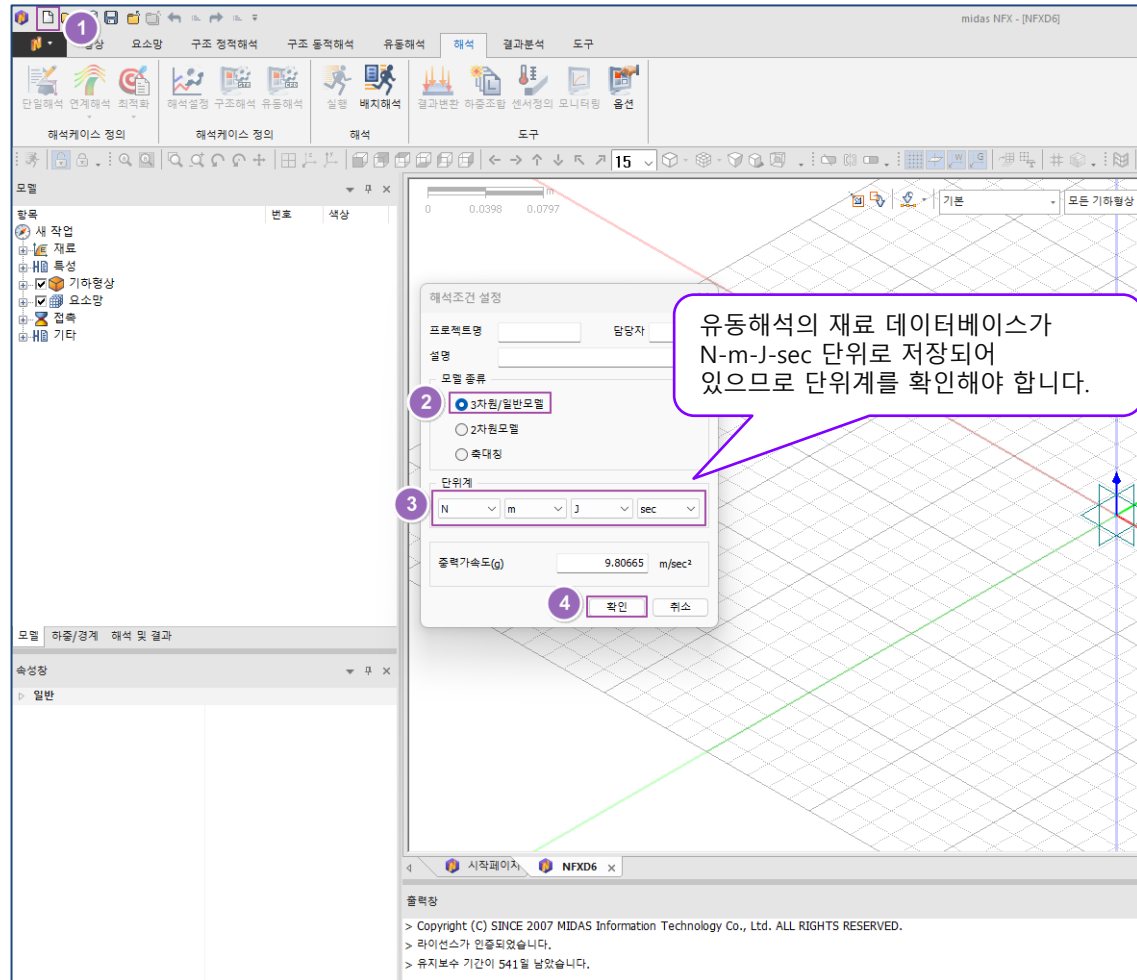 midas NFX - [NFXD6]
1
형상 요소망 구조 정적해석 구조 동적해석 유동해석 해석 결과분석 도구
단일해석 연계해석 최적화 해석설정 구조해석 유동해석 실행 배치해석 결과변환 하중조합 센서정의 모니터링 옵션
해석케이스 정의 해석케이스 정의 해석 도구
15
모델
항목 번호 색상
새 작업
재료
특성
기하형상
요소망
접촉
기타
모델 하중/경계 해석 및 결과
속성창
일반
m
0 0.0398 0.0797
기본 모든 기하형상
해석조건 설정
프로젝트명 담당자
설명
모델 종류
2 3차원/일반모델
2차원모델
축대칭
단위계
3 N m J sec
중력가속도(g) 9.80665 m/sec²
4 확인 취소
유동해석의 재료 데이터베이스가
N-m-J-sec 단위로 저장되어
있으므로 단위계를 확인해야 합니다.
시작페이지 NFXD6
출력창
> Copyright (C) SINCE 2007 MIDAS Information Technology Co., Ltd. ALL RIGHTS RESERVED.
> 라이선스가 인증되었습니다.
> 유지보수 기간이 541일 남았습니다.